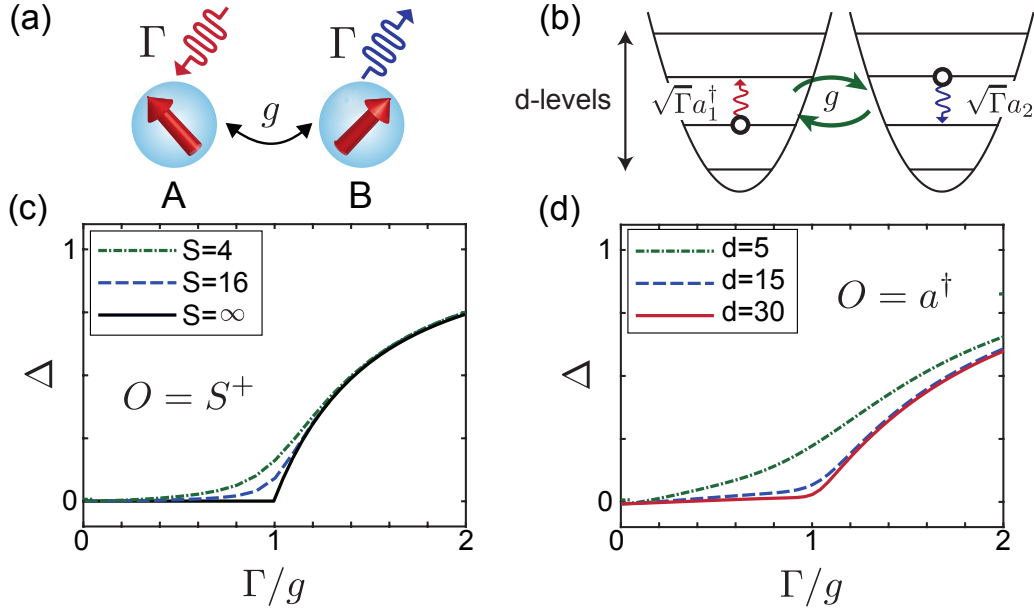 (a)
Γ
Γ
g
A
B
(b)
d-levels
√Γa₁†
g
√Γa₂
(c)
1
S=4
S=16
S=∞
Δ
O = S⁺
0
0
1
2
Γ/g
(d)
1
d=5
d=15
d=30
O = a†
Δ
0
0
1
2
Γ/g